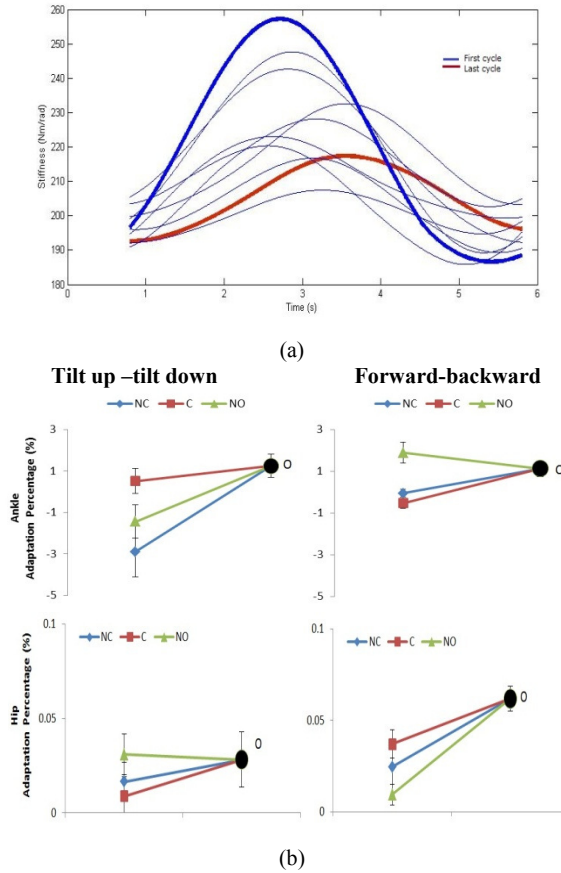 260
250
240
230
220
210
200
190
180
Stiffness (Nm/rad)
First cycle
Last cycle
0 1 2 3 4 5 6
Time (s)
(a)
Tilt up –tilt down Forward-backward
NC C NO
3
1
-1
-3
-5
Ankle
Adaptation Percentage (%)
O
NC C NO
3
1
-1
-3
-5
O
0.1
0.05
0
Hip
Adaptation Percentage (%)
NC C NO
O
0.1
0.05
0
NC C NO
O
(b)